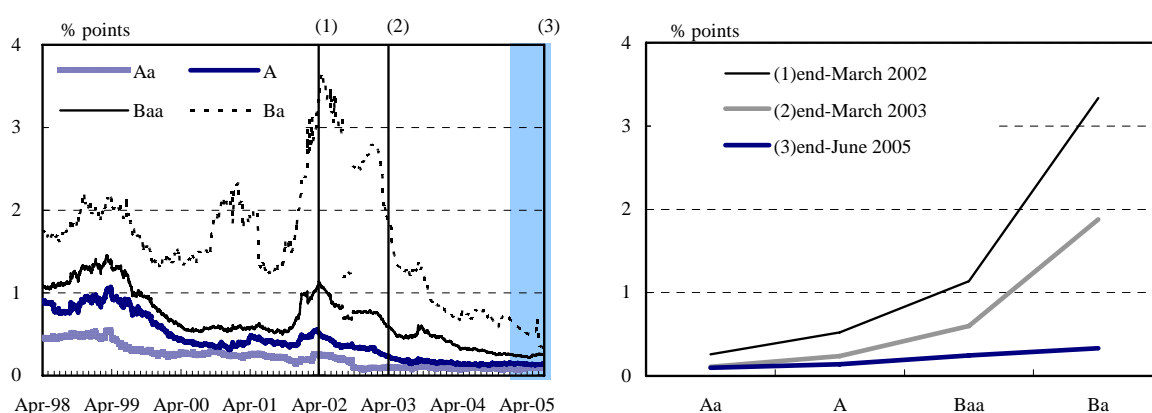 % points (1) (2) (3)
4
Aa A
Baa Ba
3
2
1
0
Apr-98 Apr-99 Apr-00 Apr-01 Apr-02 Apr-03 Apr-04 Apr-05
% points
4
(1)end-March 2002
(2)end-March 2003
(3)end-June 2005
3
2
1
0
Aa A Baa Ba